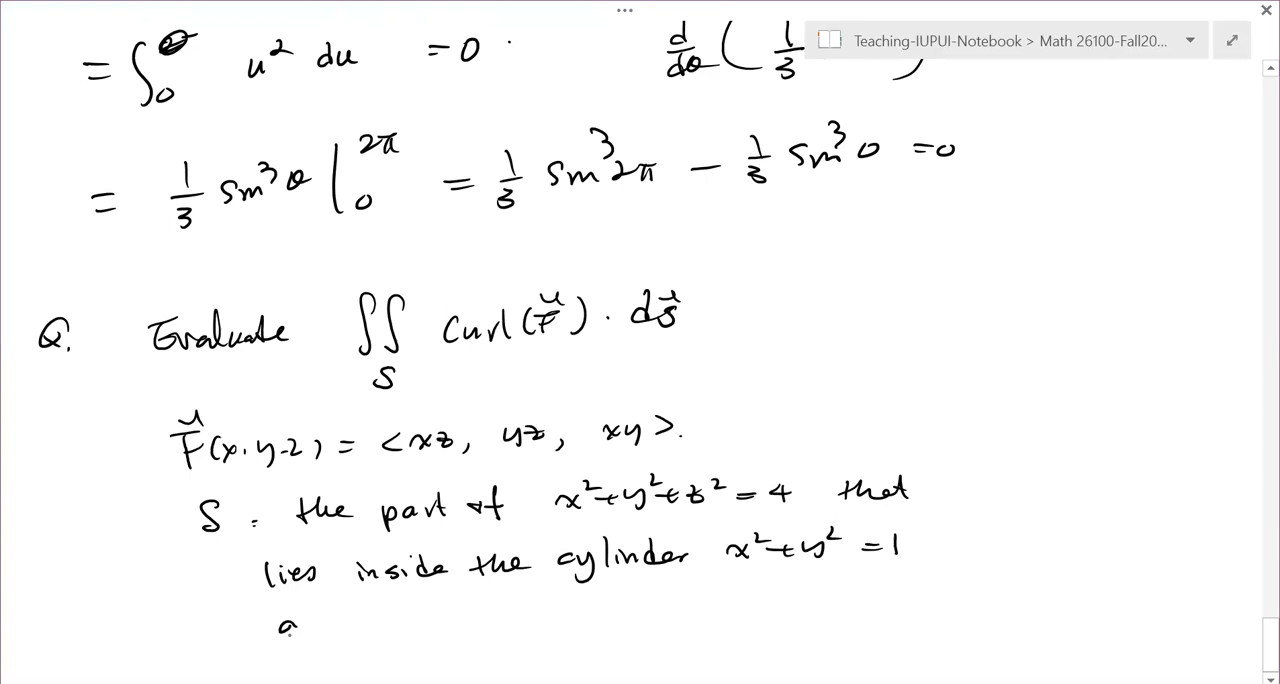 Teaching-IUPUI-Notebook > Math 26100-Fall20...
= ∫₀⁰ u² du = 0 . d/dθ ( 1/3 )
= 1/3 sin³θ |₀^2π = 1/3 sin³2π − 1/3 sin³0 = 0
Q. Evaluate ∬_S curl(F⃗) · dS⃗
F⃗(x, y, z) = <xz, yz, xy>.
S: the part of x²+y²+z² = 4 that
lies inside the cylinder x²+y² = 1
a